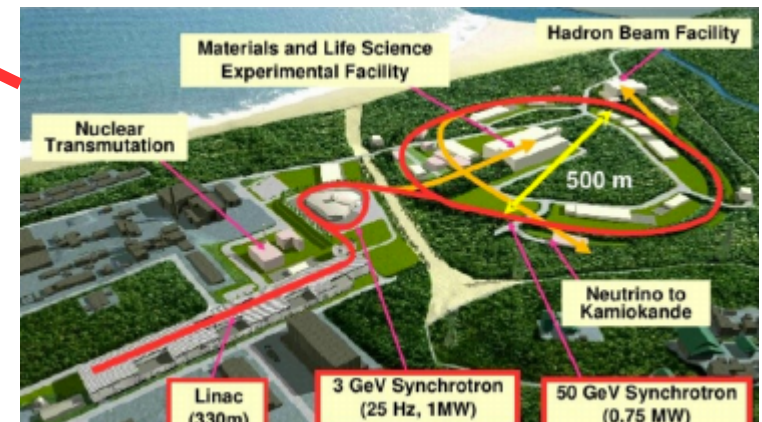 Hadron Beam Facility
Materials and Life Science
Experimental Facility
Nuclear
Transmutation
500 m
Neutrino to
Kamiokande
Linac
(330m)
3 GeV Synchrotron
(25 Hz, 1MW)
50 GeV Synchrotron
(0.75 MW)